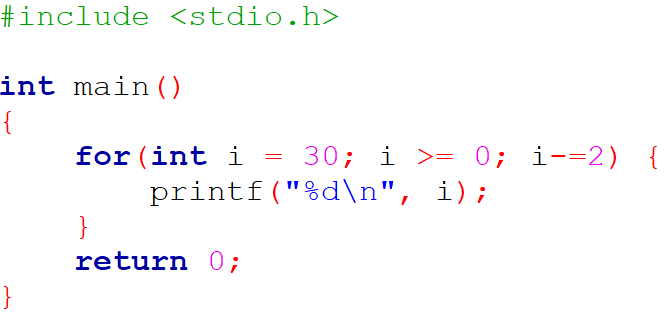 #include <stdio.h>

int main()
{
    for(int i = 30; i >= 0; i-=2) {
        printf("%d\n", i);
    }
    return 0;
}